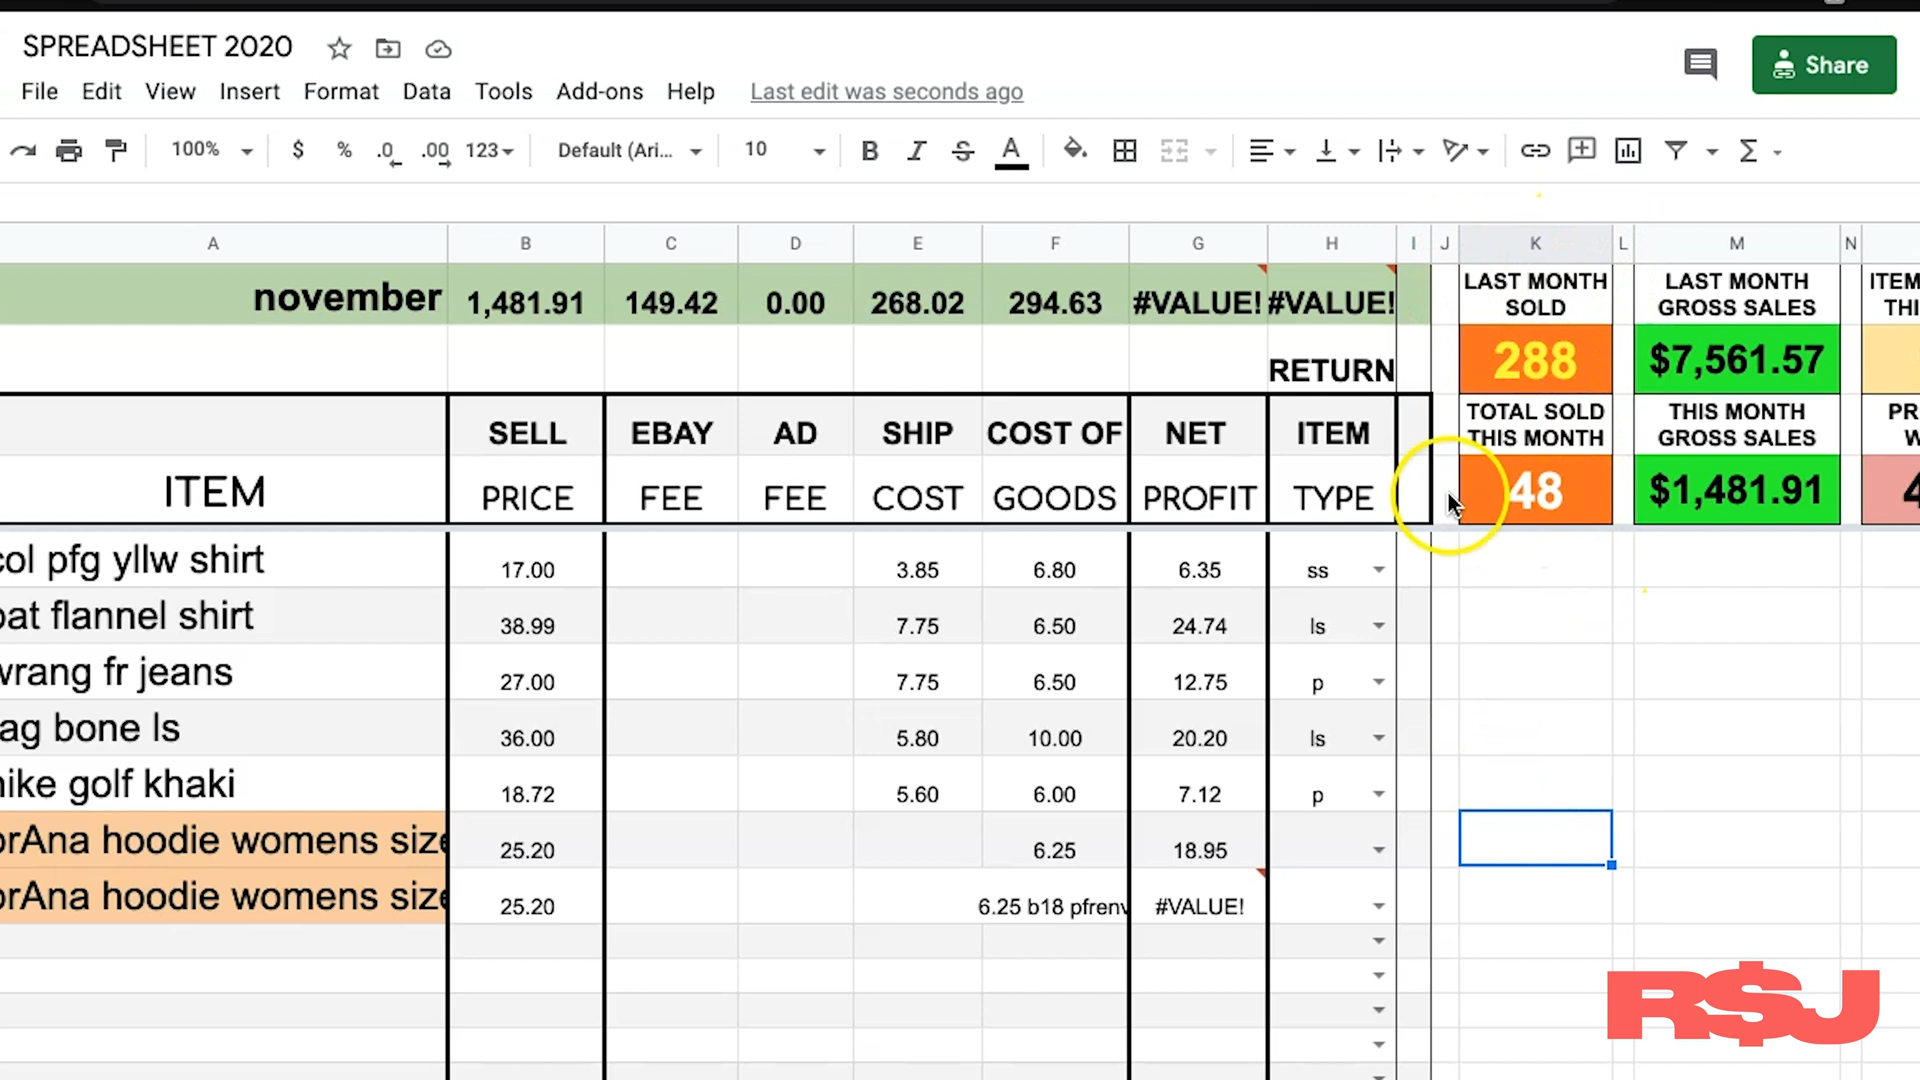 SPREADSHEET 2020
File Edit View Insert Format Data Tools Add-ons Help Last edit was seconds ago
Share
100% $ % .0 .00 123 Default (Ari... 10 B I S A Σ
A B C D E F G H I J K L M N
november 1,481.91 149.42 0.00 268.02 294.63 #VALUE! #VALUE!
LAST MONTH SOLD
LAST MONTH GROSS SALES
ITEM
THI
288 $7,561.57
RETURN
TOTAL SOLD THIS MONTH
THIS MONTH GROSS SALES
PR
W
48 $1,481.91 4
SELL EBAY AD SHIP COST OF NET ITEM
ITEM PRICE FEE FEE COST GOODS PROFIT TYPE
col pfg yllw shirt 17.00 3.85 6.80 6.35 ss
pat flannel shirt 38.99 7.75 6.50 24.74 ls
wrang fr jeans 27.00 7.75 6.50 12.75 p
ag bone ls 36.00 5.80 10.00 20.20 ls
nike golf khaki 18.72 5.60 6.00 7.12 p
prAna hoodie womens size 25.20 6.25 18.95
prAna hoodie womens size 25.20 6.25 b18 pfrenv #VALUE!
R$J